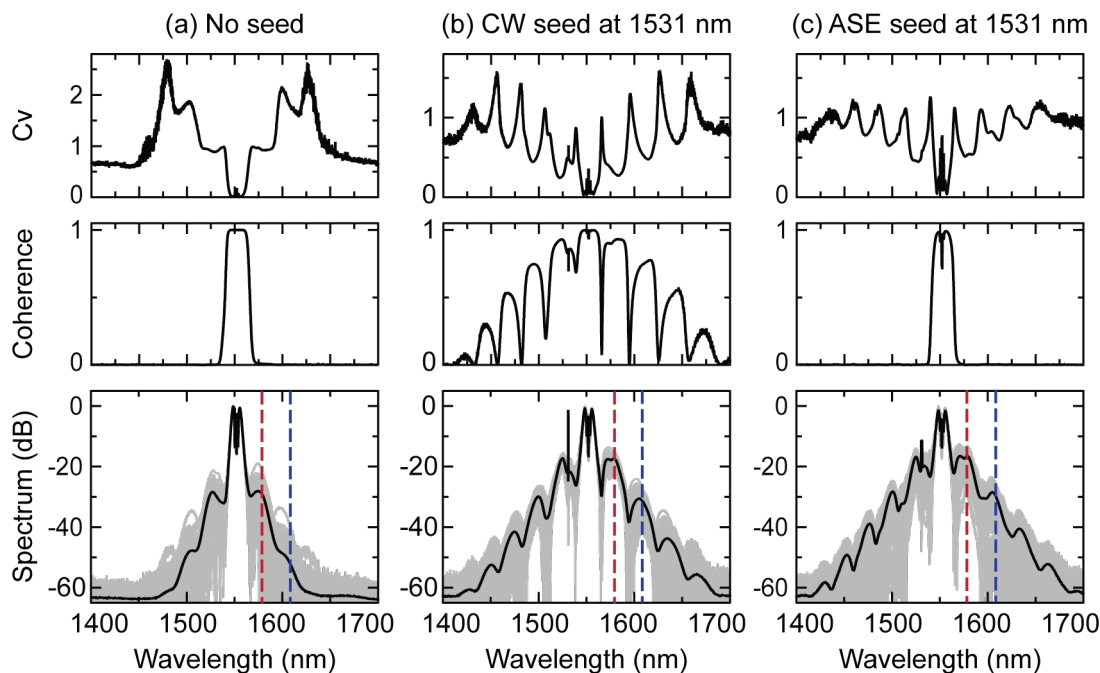 (a) No seed
(b) CW seed at 1531 nm
(c) ASE seed at 1531 nm
Cv
2
1
0
1
0
1
0
Coherence
1
0
1
0
1
0
Spectrum (dB)
0
-20
-40
-60
0
-20
-40
-60
0
-20
-40
-60
1400 1500 1600 1700
1400 1500 1600 1700
1400 1500 1600 1700
Wavelength (nm)
Wavelength (nm)
Wavelength (nm)